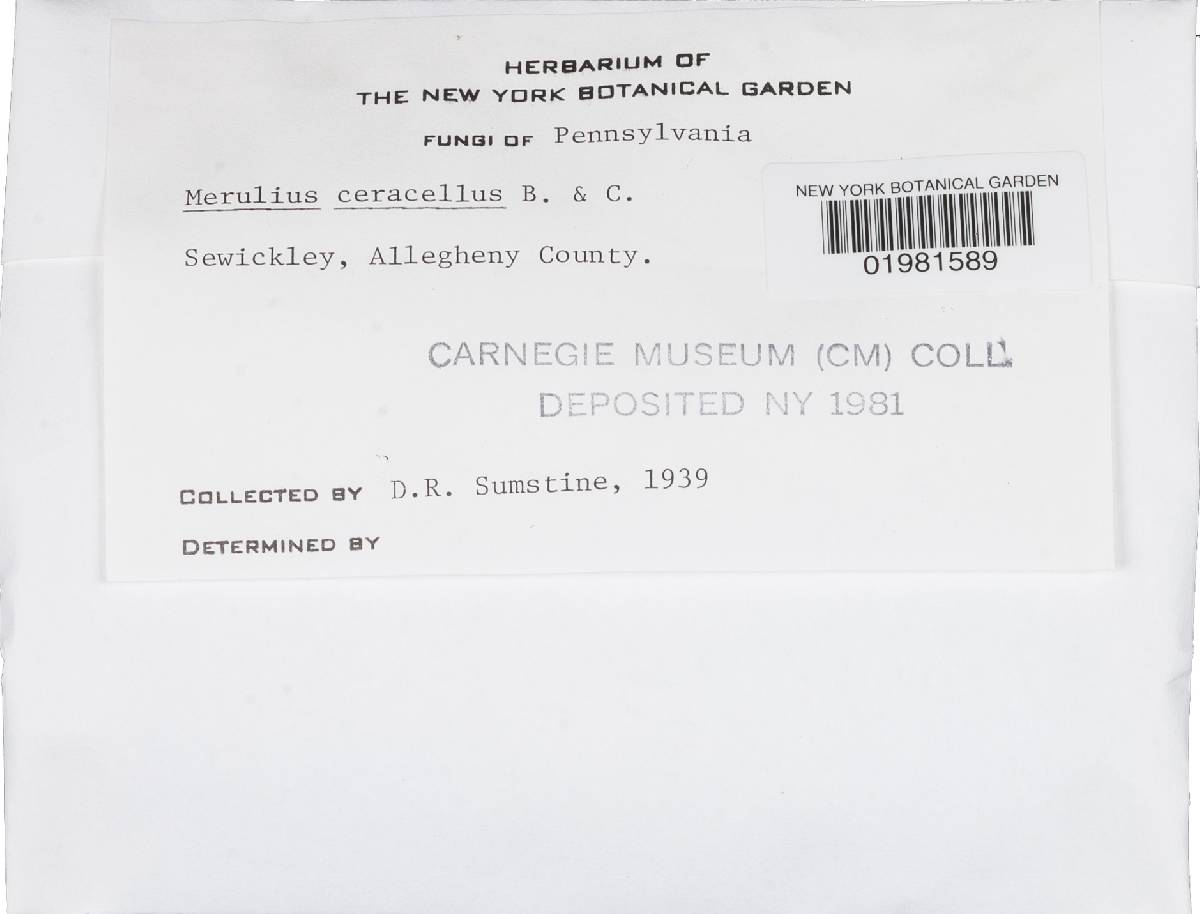 HERBARIUM OF
THE NEW YORK BOTANICAL GARDEN
FUNGI OF Pennsylvania
Merulius ceracellus B. & C.
Sewickley, Allegheny County.
NEW YORK BOTANICAL GARDEN
01981589
CARNEGIE MUSEUM (CM) COLL.
DEPOSITED NY 1981
COLLECTED BY D.R. Sumstine, 1939
DETERMINED BY